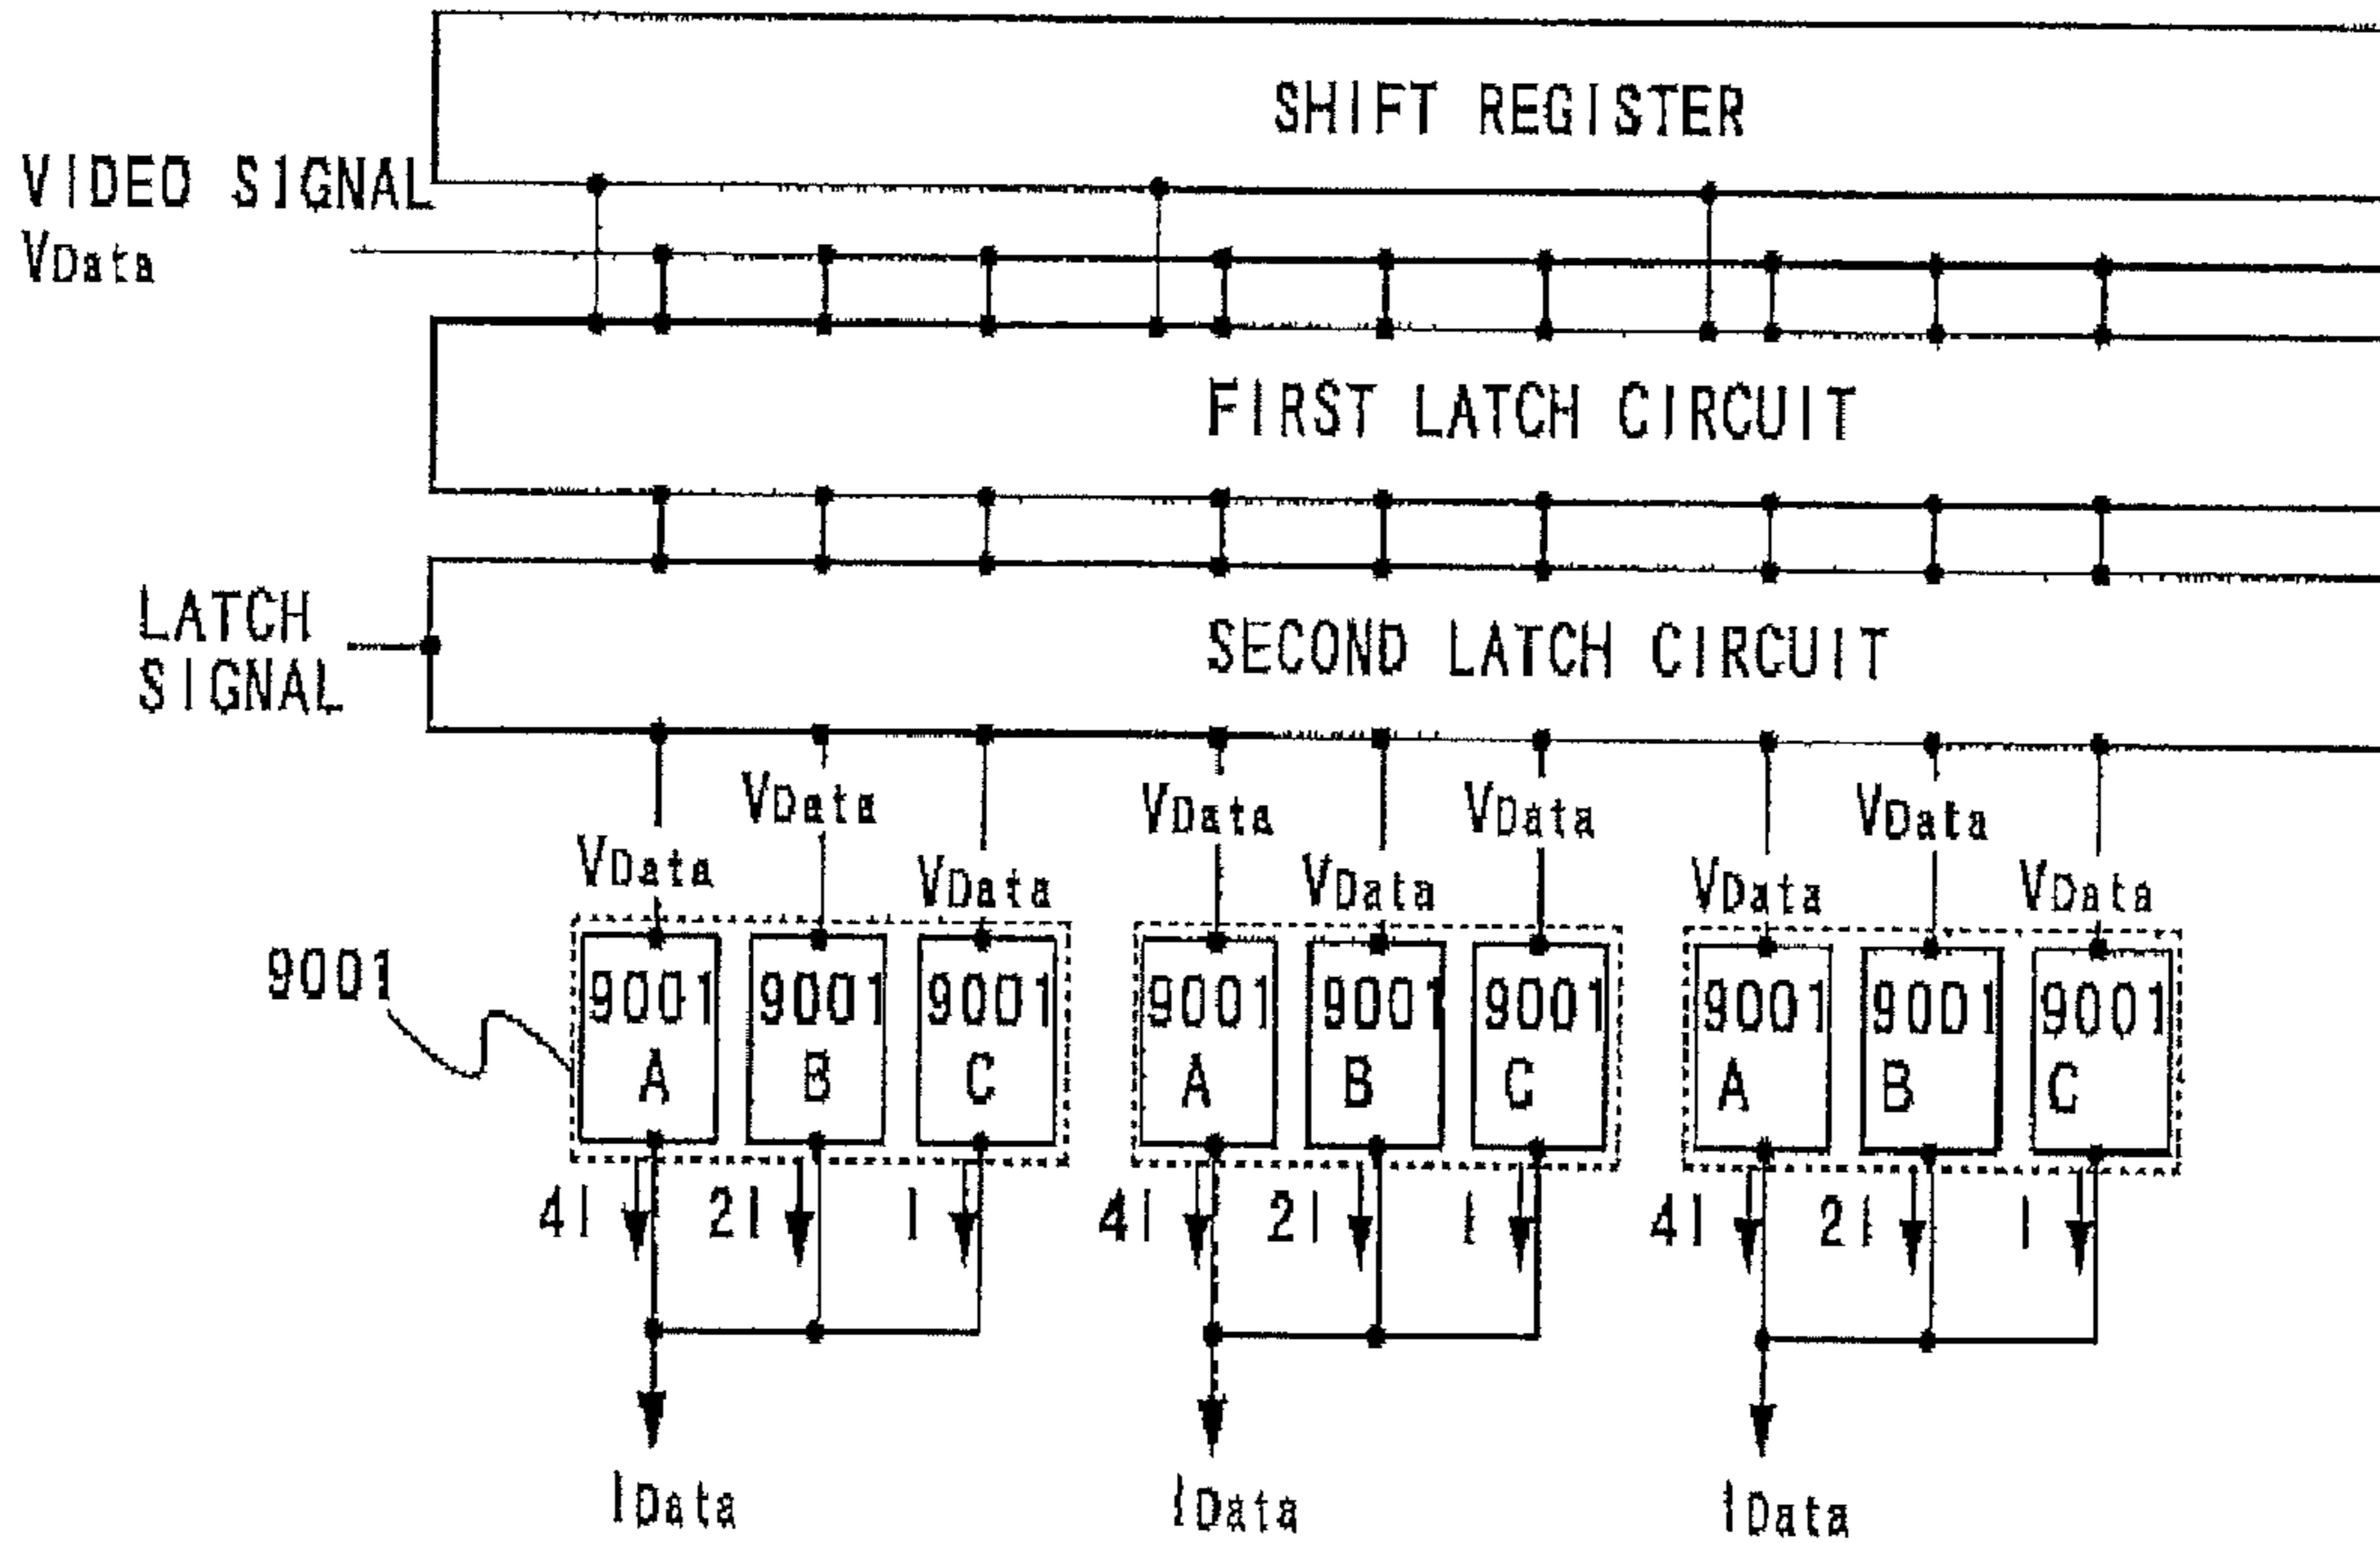 SHIFT REGISTER
VIDEO SIGNAL
VData
FIRST LATCH CIRCUIT
LATCH
SIGNAL
SECOND LATCH CIRCUIT
VData
VData
VData
VData
VData
VData
VData
VData
VData
9001
9001
A
9001
B
9001
C
9001
A
9001
B
9001
C
9001
A
9001
B
9001
C
4I
2I
I
4I
2I
I
4I
2I
I
IData
IData
IData